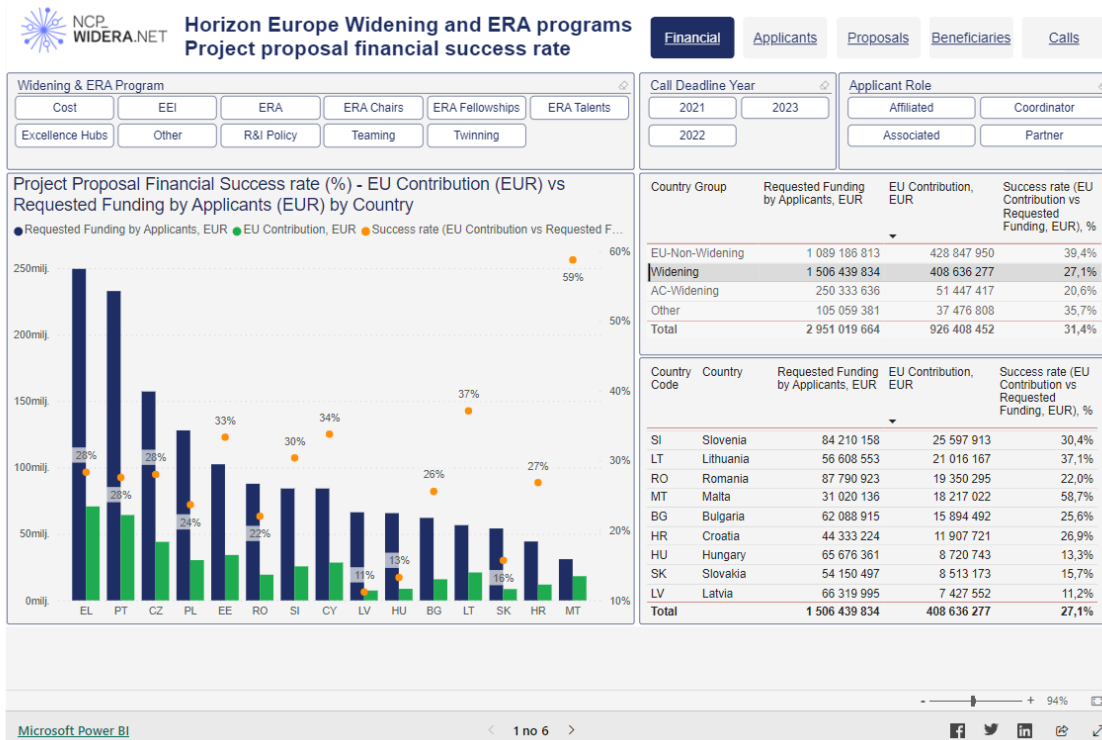 NCP_
WIDERA.NET
Horizon Europe Widening and ERA programs
Project proposal financial success rate
Financial
Applicants
Proposals
Beneficiaries
Calls
Widening & ERA Program
Cost
EEI
ERA
ERA Chairs
ERA Fellowships
ERA Talents
Excellence Hubs
Other
R&I Policy
Teaming
Twinning
Call Deadline Year
2021
2023
2022
Applicant Role
Affiliated
Coordinator
Associated
Partner
Project Proposal Financial Success rate (%) - EU Contribution (EUR) vs
Requested Funding by Applicants (EUR) by Country
Requested Funding by Applicants, EUR EU Contribution, EUR Success rate (EU Contribution vs Requested F...
250milj.
200milj.
150milj.
100milj.
50milj.
0milj.
60%
50%
40%
30%
20%
10%
28%
28%
28%
24%
33%
22%
30%
34%
11%
13%
26%
37%
16%
27%
59%
EL PT CZ PL EE RO SI CY LV HU BG LT SK HR MT
Country Group Requested Funding by Applicants, EUR EU Contribution, EUR Success rate (EU Contribution vs Requested Funding, EUR), %
EU-Non-Widening 1 089 186 813 428 847 950 39,4%
Widening 1 506 439 834 408 636 277 27,1%
AC-Widening 250 333 636 51 447 417 20,6%
Other 105 059 381 37 476 808 35,7%
Total 2 951 019 664 926 408 452 31,4%
Country Code Country Requested Funding by Applicants, EUR EU Contribution, EUR Success rate (EU Contribution vs Requested Funding, EUR), %
SI Slovenia 84 210 158 25 597 913 30,4%
LT Lithuania 56 608 553 21 016 167 37,1%
RO Romania 87 790 923 19 350 295 22,0%
MT Malta 31 020 136 18 217 022 58,7%
BG Bulgaria 62 088 915 15 894 492 25,6%
HR Croatia 44 333 224 11 907 721 26,9%
HU Hungary 65 676 361 8 720 743 13,3%
SK Slovakia 54 150 497 8 513 173 15,7%
LV Latvia 66 319 995 7 427 552 11,2%
Total 1 506 439 834 408 636 277 27,1%
- + 94%
Microsoft Power BI
1 no 6